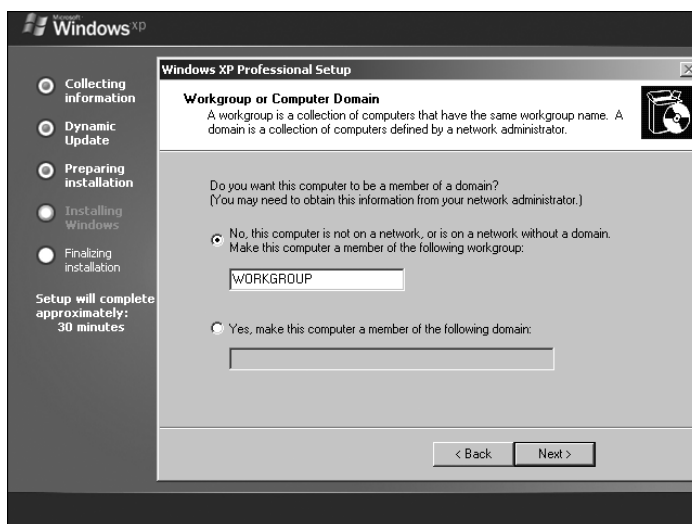 Microsoft
Windows xp
Collecting
information
Dynamic
Update
Preparing
installation
Installing
Windows
Finalizing
installation
Setup will complete
approximately:
30 minutes
Windows XP Professional Setup
Workgroup or Computer Domain
A workgroup is a collection of computers that have the same workgroup name. A
domain is a collection of computers defined by a network administrator.
Do you want this computer to be a member of a domain?
(You may need to obtain this information from your network administrator.)
No, this computer is not on a network, or is on a network without a domain.
Make this computer a member of the following workgroup:
WORKGROUP
Yes, make this computer a member of the following domain:
< Back
Next >